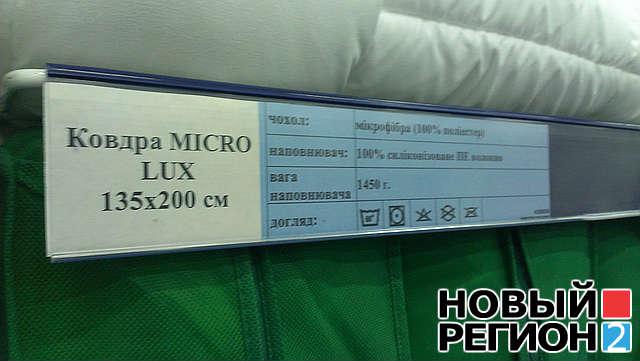 Ковдра MICRO
LUX
135х200 см
чохол: мікрофібра (100% поліестер)
наповнювач: 100% силіконізоване ПЕ волокно
вага
наповнювача 1450 г.
догляд:
НОВЫЙ
РЕГИОН 2